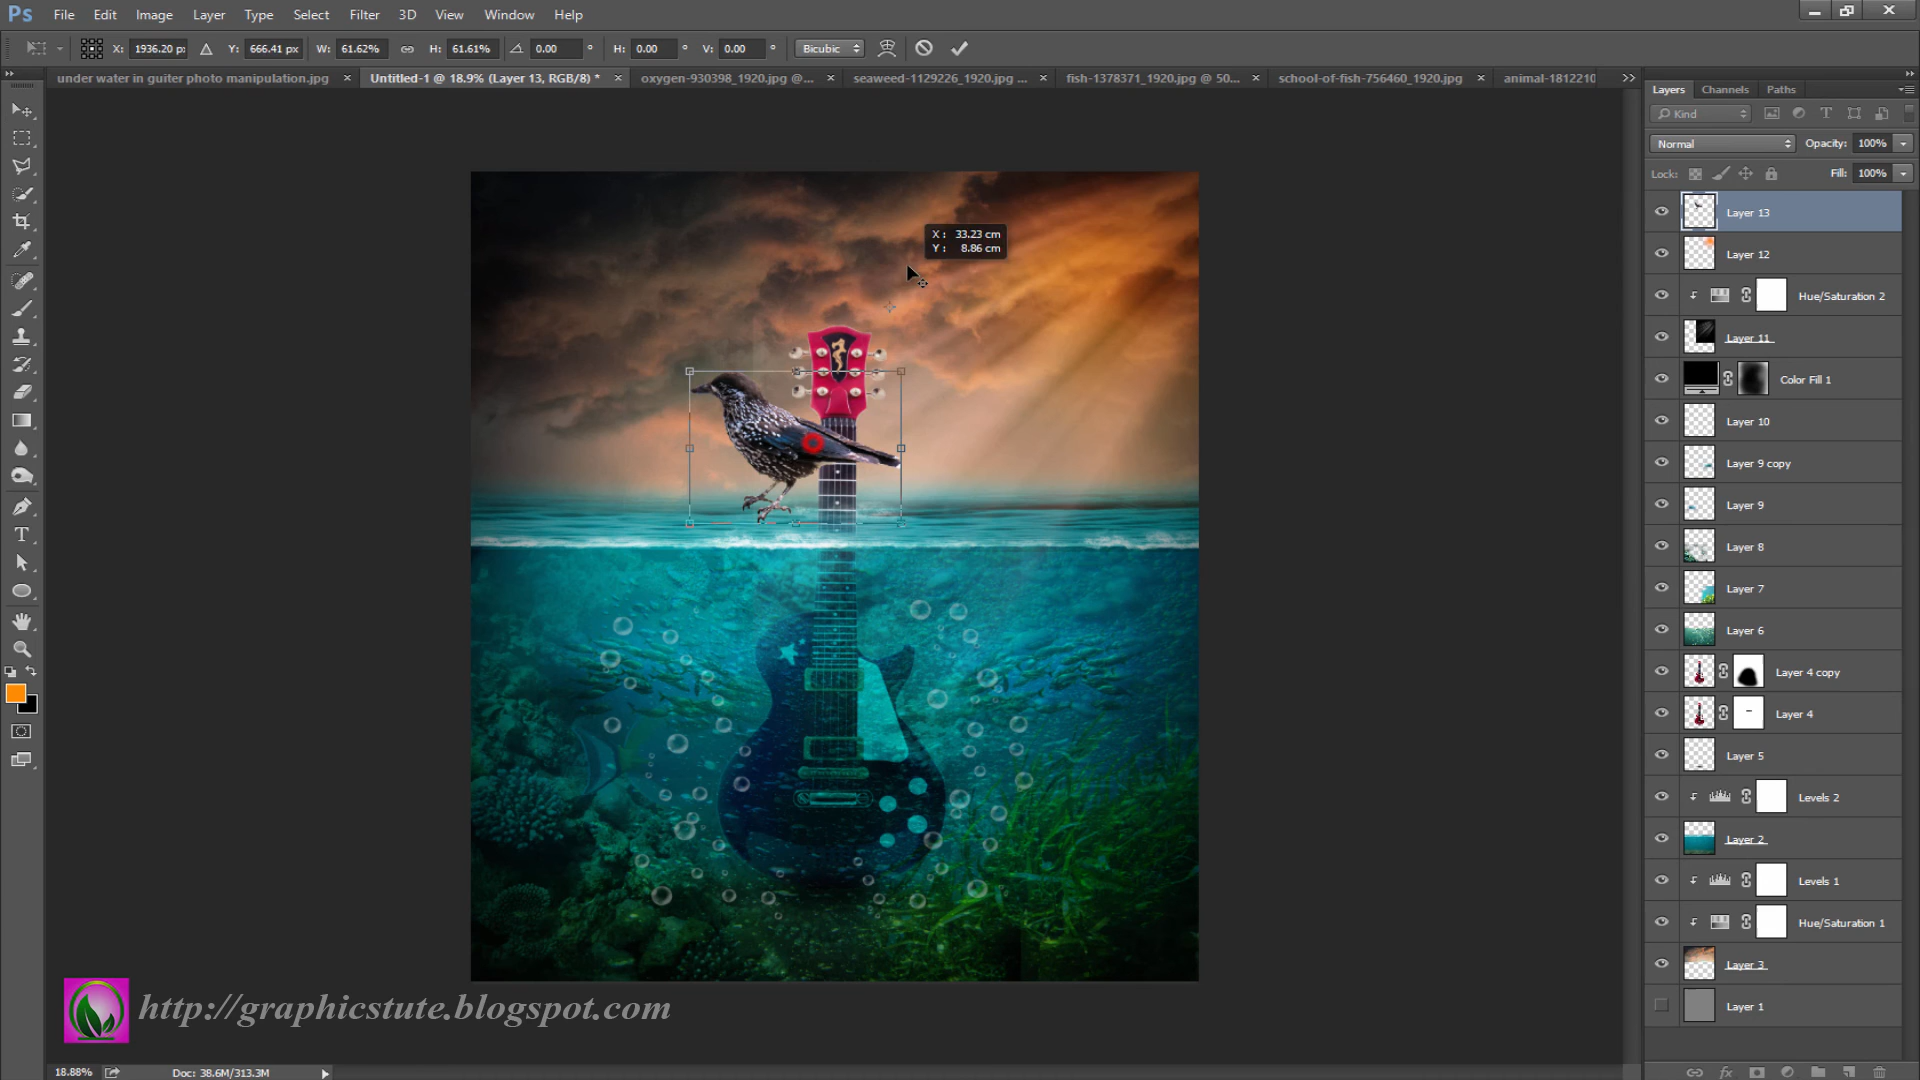 Ps File Edit Image Layer Type Select Filter 3D View Window Help
X: 1936.20 px Y: 666.41 px W: 61.62% H: 61.61% 0.00 ° H: 0.00 ° V: 0.00 ° Bicubic
under water in guiter photo manipulation.jpg × Untitled-1 @ 18.9% (Layer 13, RGB/8) * × oxygen-930398_1920.jpg @... × seaweed-1129226_1920.jpg ... × fish-1378371_1920.jpg @ 50... × school-of-fish-756460_1920.jpg × animal-1812210
Layers Channels Paths
Kind
Normal Opacity: 100%
Lock: Fill: 100%
X : 33.23 cm
Y : 8.86 cm
Layer 13
Layer 12
Hue/Saturation 2
Layer 11
Color Fill 1
Layer 10
Layer 9 copy
Layer 9
Layer 8
Layer 7
Layer 6
Layer 4 copy
Layer 4
Layer 5
Levels 2
Layer 2
Levels 1
Hue/Saturation 1
Layer 3
Layer 1
http://graphicstute.blogspot.com
18.88% Doc: 38.6M/313.3M
fx